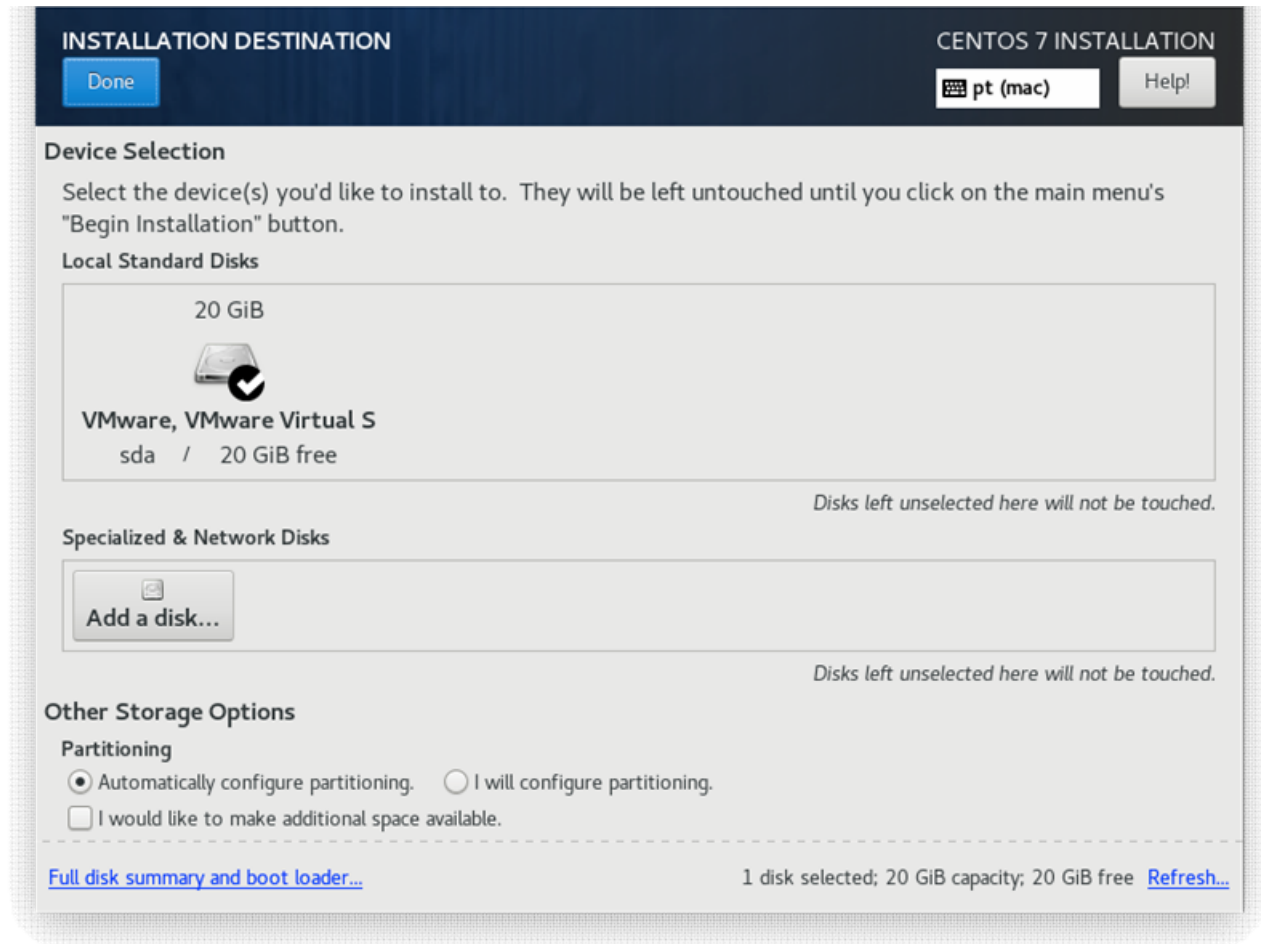 INSTALLATION DESTINATION
CENTOS 7 INSTALLATION
Done
pt (mac)
Help!
Device Selection
Select the device(s) you'd like to install to.  They will be left untouched until you click on the main menu's
"Begin Installation" button.
Local Standard Disks
20 GiB
VMware, VMware Virtual S
sda / 20 GiB free
Disks left unselected here will not be touched.
Specialized & Network Disks
Add a disk...
Disks left unselected here will not be touched.
Other Storage Options
Partitioning
Automatically configure partitioning. I will configure partitioning.
I would like to make additional space available.
Full disk summary and boot loader... 1 disk selected; 20 GiB capacity; 20 GiB free Refresh...